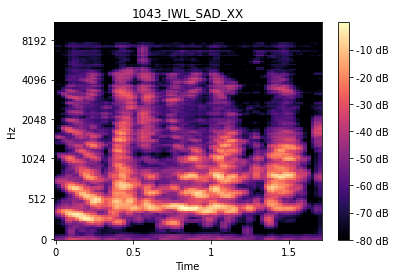 1043_IWL_SAD_XX
8192
4096
2048
1024
512
0
Hz
0
0.5
1
1.5
Time
-10 dB
-20 dB
-30 dB
-40 dB
-50 dB
-60 dB
-70 dB
-80 dB